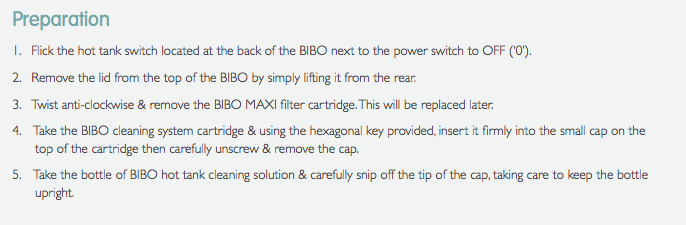 Preparation
1. Flick the hot tank switch located at the back of the BIBO next to the power switch to OFF ('0').
2. Remove the lid from the top of the BIBO by simply lifting it from the rear.
3. Twist anti-clockwise & remove the BIBO MAXI filter cartridge. This will be replaced later.
4. Take the BIBO cleaning system cartridge & using the hexagonal key provided, insert it firmly into the small cap on the
top of the cartridge then carefully unscrew & remove the cap.
5. Take the bottle of BIBO hot tank cleaning solution & carefully snip off the tip of the cap, taking care to keep the bottle
upright.